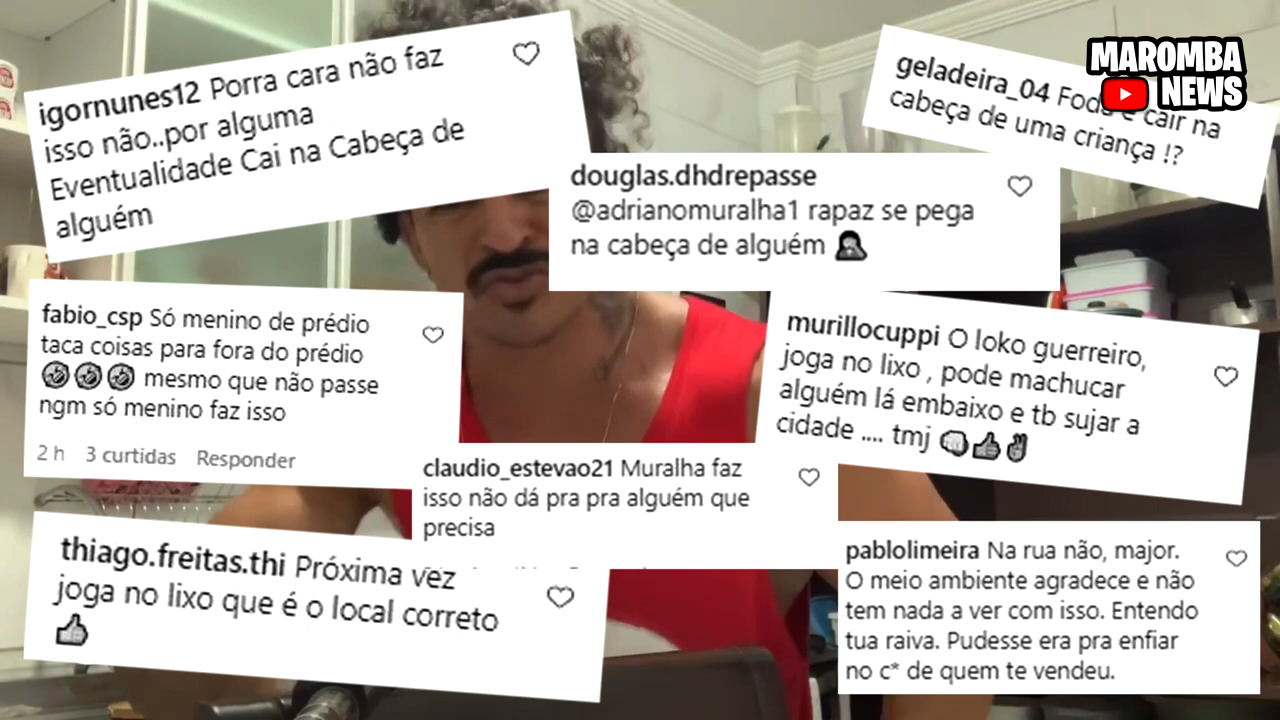 igornunes12 Porra cara não faz
isso não..por alguma
Eventualidade Cai na Cabeça de
alguém
MAROMBA
NEWS
geladeira_04 Foda é cair na
cabeça de uma criança !?
douglas.dhdrepasse
@adrianomuralha1 rapaz se pega
na cabeça de alguém 🤦
fabio_csp Só menino de prédio
taca coisas para fora do prédio
🤣🤣🤣 mesmo que não passe
ngm só menino faz isso
2 h 3 curtidas Responder
murillocuppi O loko guerreiro,
joga no lixo , pode machucar
alguém lá embaixo e tb sujar a
cidade .... tmj 👊👍✌
claudio_estevao21 Muralha faz
isso não dá pra pra alguém que
precisa
thiago.freitas.thi Próxima vez
joga no lixo que é o local correto
👍
pablolimeira Na rua não, major.
O meio ambiente agradece e não
tem nada a ver com isso. Entendo
tua raiva. Pudesse era pra enfiar
no c* de quem te vendeu.